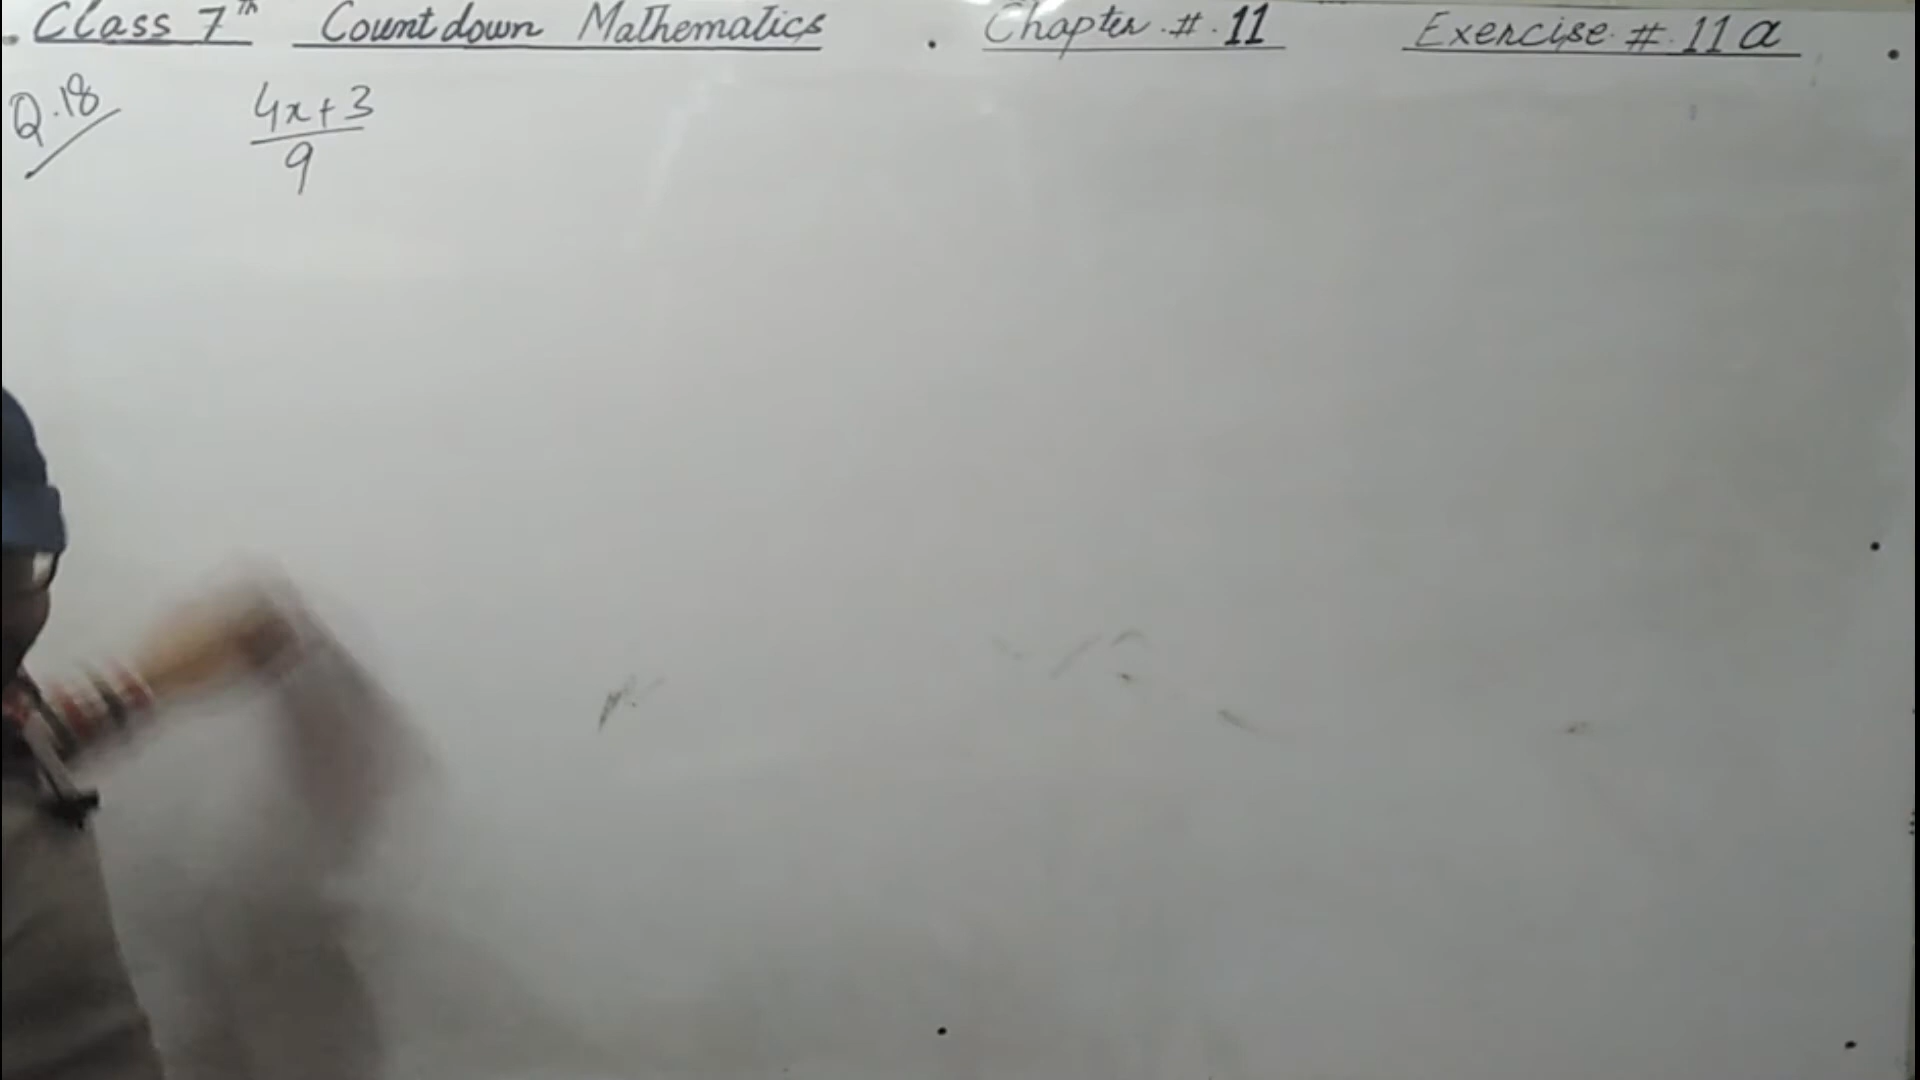 Class 7th Countdown Mathematics . Chapter # 11 Exercise # 11a
Q.18 4x+3
9